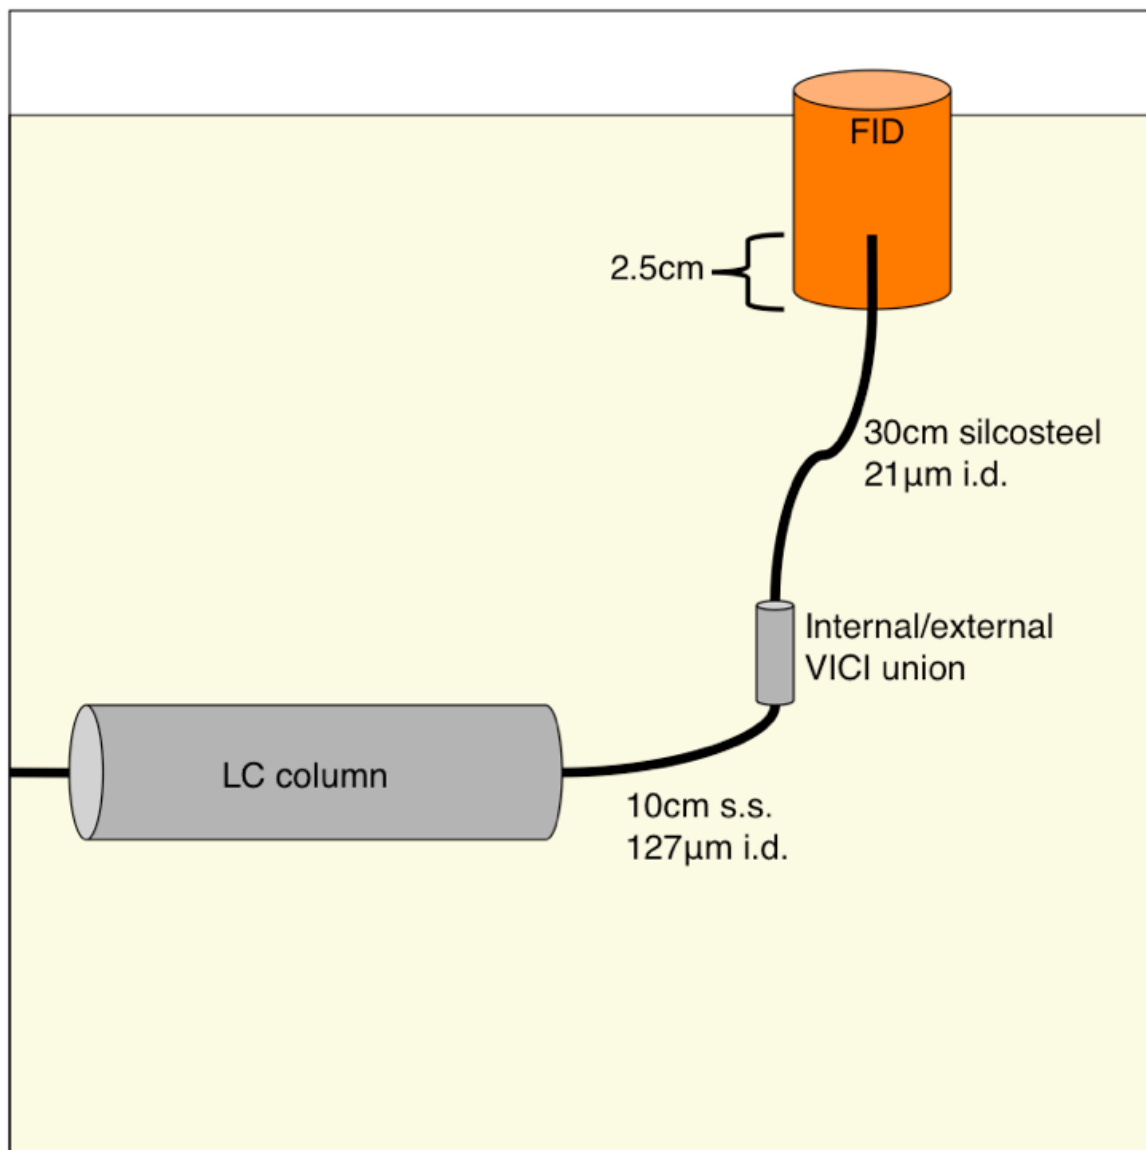 FID
2.5cm
30cm silcosteel
21µm i.d.
Internal/external
VICI union
LC column
10cm s.s.
127µm i.d.